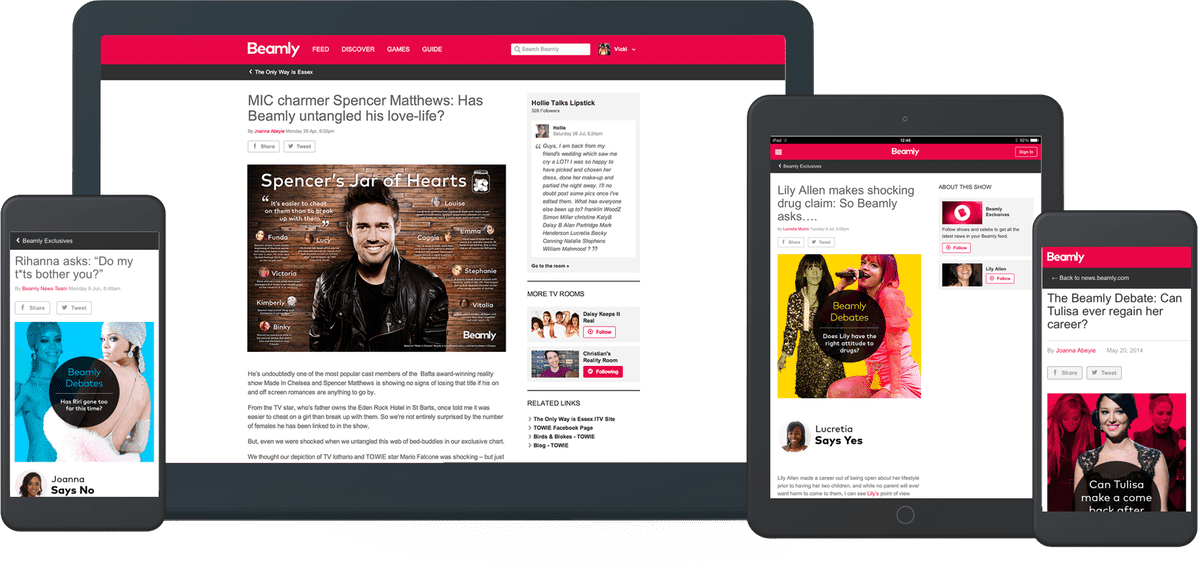 Beamly
FEED
DISCOVER
GAMES
GUIDE
Search Beamly
Vicki
The Only Way Is Essex
MIC charmer Spencer Matthews: Has
Beamly untangled his love-life?
By Joanna Abeyie Monday 28 Apr, 5:02pm
Share
Tweet
Spencer's Jar of Hearts
“It's easier to cheat
on them than to break
up with them.”
Louise
Funda
Lucy
Caggie
Emma
Victoria
Stephanie
Kimberly
Vitalia
Binky
Beamly
He's undoubtedly one of the most popular cast members of the Bafta award-winning reality
show Made In Chelsea and Spencer Matthews is showing no signs of losing that title if his on
and off screen romances are anything to go by.
From the TV star, who's father owns the Eden Rock Hotel in St Barts, once told me it was
easier to cheat on a girl than break up with them. So we're not entirely surprised by the number
of females he has been linked to in the show.
But, even we were shocked when we untangled this web of bed-buddies in our exclusive chart.
We thought our depiction of TV lothario and TOWIE star Mario Falcone was shocking – but just
Hollie Talks Lipstick
328 Followers
Hollie
Saturday 26 Jul, 5:24pm
“ Guys, I am back from my
friend's wedding which saw me
cry a LOT! I was so happy to
have picked and chosen her
dress, done her make-up and
partied the night away. I'll no
doubt post some pics once I've
edited them. What has everyone
else been up to? franklin WoodZ
Simon Miller christine KatyB
Daisy B Alan Partridge Mark
Henderson Lucretia Becky
Canning Natalie Stephens
William Mahmood ? ??
Go to the room »
MORE TV ROOMS
Daisy Keeps It
Real
Follow
Christian's
Reality Room
Following
RELATED LINKS
The Only Way is Essex ITV Site
TOWIE Facebook Page
Birds & Blokes - TOWIE
Blog - TOWIE
Beamly Exclusives
Rihanna asks: “Do my
t*ts bother you?”
By Beamly News Team Monday 9 Jun, 8:46am
Share
Tweet
Beamly
Debates
Has Riri gone too
far this time?
Joanna
Says No
iPad
12:46
92%
Beamly
Sign In
Beamly Exclusives
Lily Allen makes shocking
drug claim: So Beamly
asks….
Share
Tweet
Beamly
Debates
Does Lily have the
right attitude to
drugs?
Lucretia
Says Yes
Lily Allen made a career out of being open about her lifestyle
prior to having her two children, and while no parent will ever
want harm to come to them, I can see Lily's point of view
ABOUT THIS SHOW
Beamly
Exclusives
Follow shows and celebs to get all the
latest news in your Beamly feed.
Follow
Lily Allen
Follow
Beamly
← Back to news.beamly.com
The Beamly Debate: Can
Tulisa ever regain her
career?
By Joanna Abeyie May 20, 2014
Share
Tweet
Can Tulisa
make a come
back after